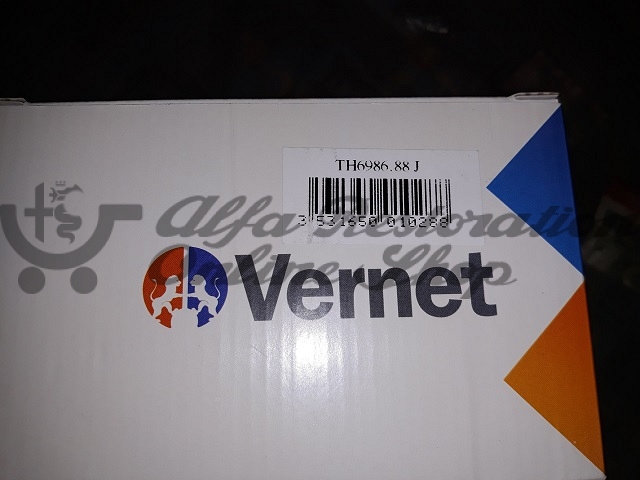 TH6986.88 J
3 531650 010288
Alfa Restoration
Online Shop
Vernet